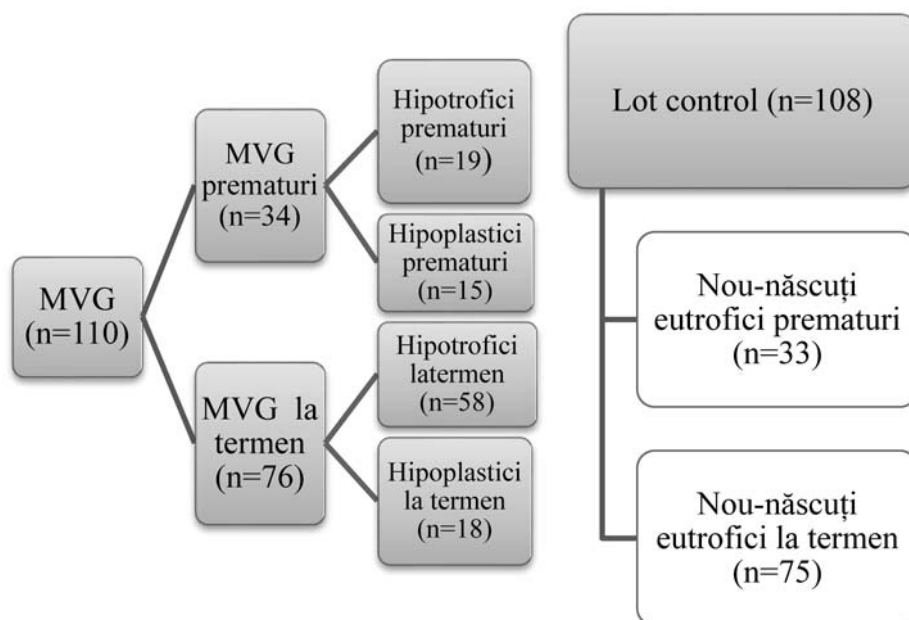 MVG
(n=110)
MVG
prematuri
(n=34)
MVG la
termen
(n=76)
Hipotrofici
prematuri
(n=19)
Hipoplastici
prematuri
(n=15)
Hipotrofici
latermen
(n=58)
Hipoplastici
la termen
(n=18)
Lot control (n=108)
Nou-născuți
eutrofici prematuri
(n=33)
Nou-născuți
eutrofici la termen
(n=75)